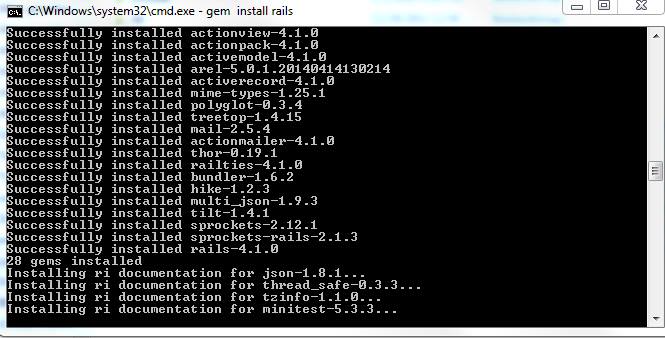 C:\Windows\system32\cmd.exe - gem install rails
Successfully installed actionview-4.1.0
Successfully installed actionpack-4.1.0
Successfully installed activemodel-4.1.0
Successfully installed arel-5.0.1.20140414130214
Successfully installed activerecord-4.1.0
Successfully installed mime-types-1.25.1
Successfully installed polyglot-0.3.4
Successfully installed treetop-1.4.15
Successfully installed mail-2.5.4
Successfully installed actionmailer-4.1.0
Successfully installed thor-0.19.1
Successfully installed railties-4.1.0
Successfully installed bundler-1.6.2
Successfully installed hike-1.2.3
Successfully installed multi_json-1.9.3
Successfully installed tilt-1.4.1
Successfully installed sprockets-2.12.1
Successfully installed sprockets-rails-2.1.3
Successfully installed rails-4.1.0
28 gems installed
Installing ri documentation for json-1.8.1...
Installing ri documentation for thread_safe-0.3.3...
Installing ri documentation for tzinfo-1.1.0...
Installing ri documentation for minitest-5.3.3...